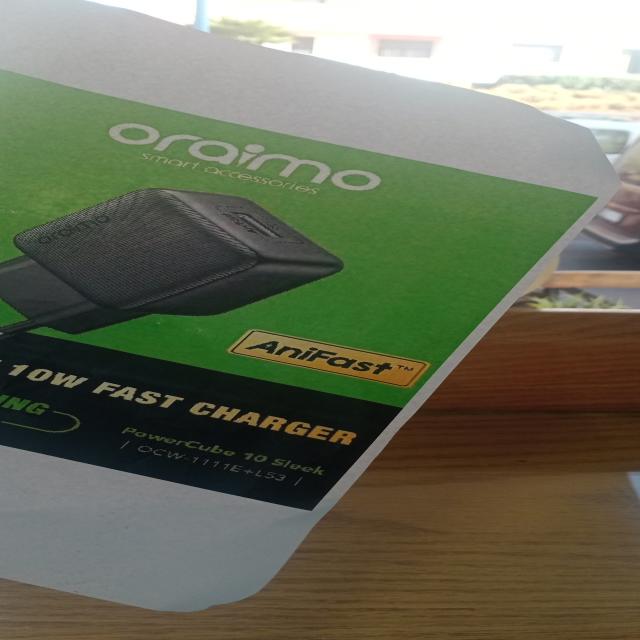 oraimo
smart accessories
oraimo
AniFast™
10W FAST CHARGER
ING
PowerCube 10 Sleek
| OCW-1111E+L53 |